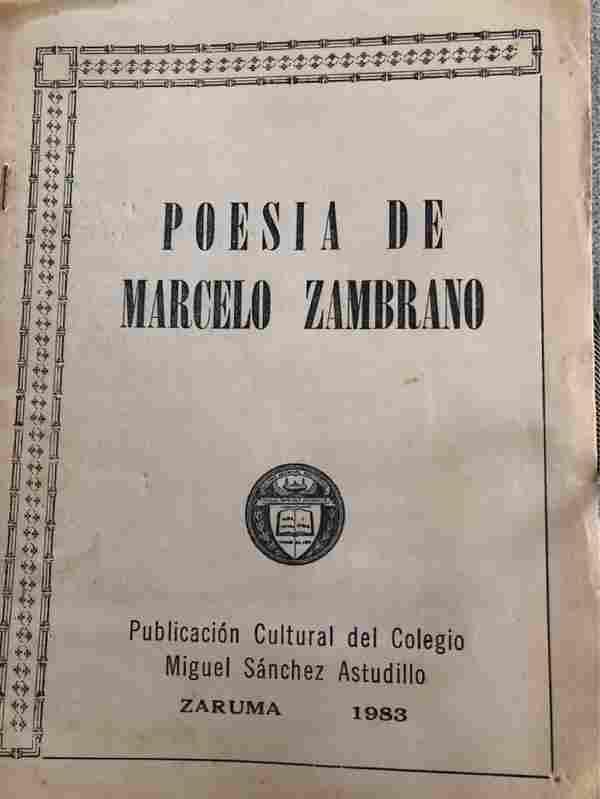 POESIA DE
MARCELO ZAMBRANO
Publicación Cultural del Colegio
Miguel Sánchez Astudillo
ZARUMA 1983